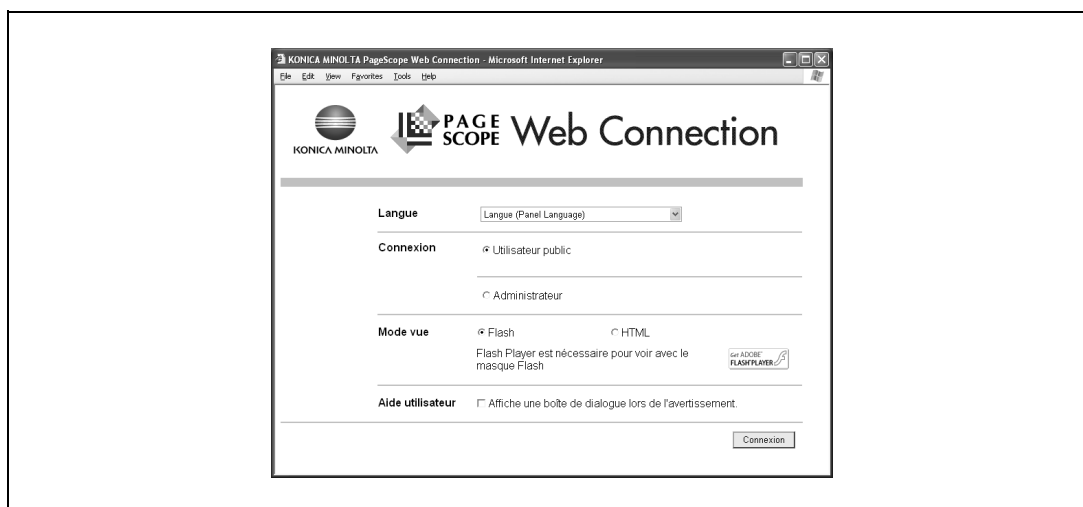 KONICA MINOLTA PageScope Web Connection - Microsoft Internet Explorer
File Edit View Favorites Tools Help
KONICA MINOLTA
PAGE SCOPE Web Connection
Langue
Langue (Panel Language)
Connexion
Utilisateur public
Administrateur
Mode vue
Flash
HTML
Flash Player est nécessaire pour voir avec le
masque Flash
Get ADOBE® FLASH® PLAYER
Aide utilisateur
Affiche une boîte de dialogue lors de l'avertissement.
Connexion